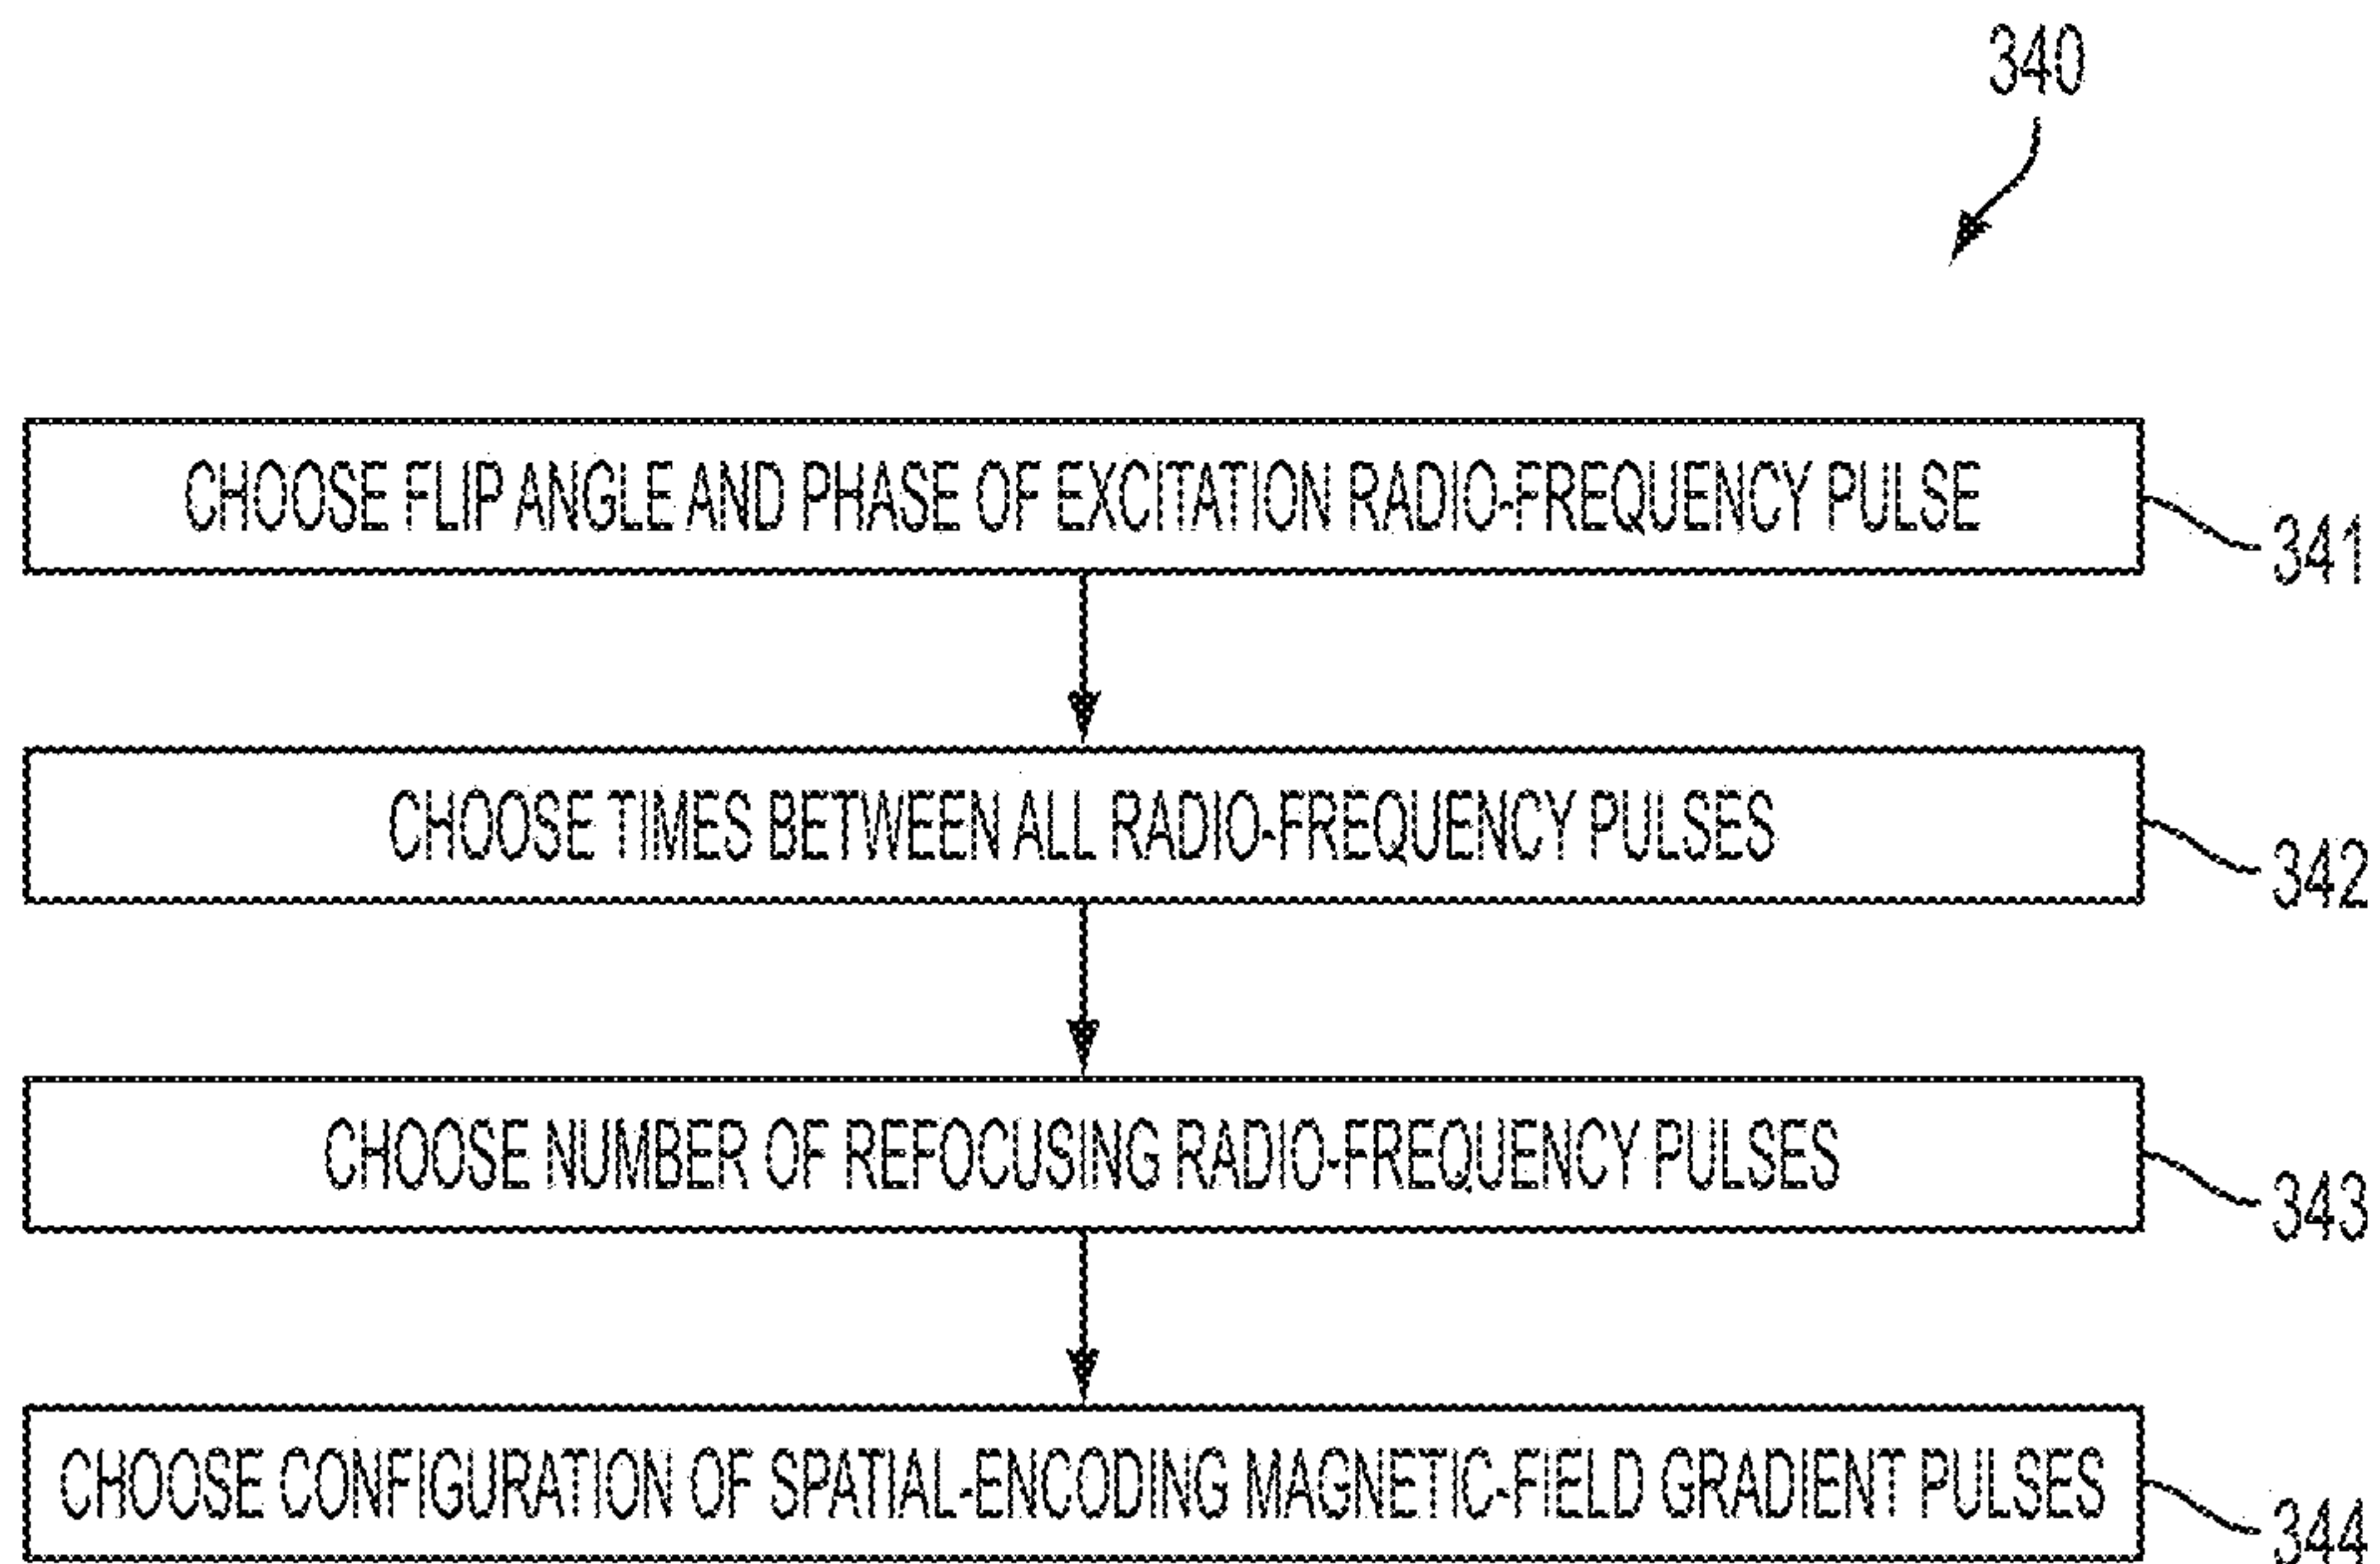 340
CHOOSE FLIP ANGLE AND PHASE OF EXCITATION RADIO-FREQUENCY PULSE
341
CHOOSE TIMES BETWEEN ALL RADIO-FREQUENCY PULSES
342
CHOOSE NUMBER OF REFOCUSING RADIO-FREQUENCY PULSES
343
CHOOSE CONFIGURATION OF SPATIAL-ENCODING MAGNETIC-FIELD GRADIENT PULSES
344